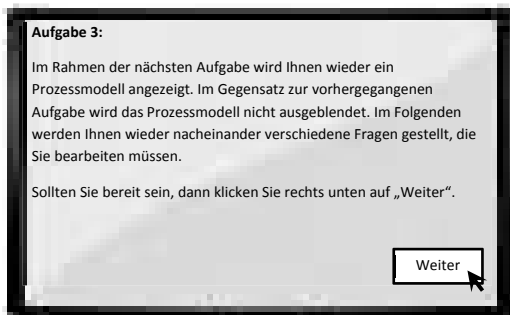 Aufgabe 3:
Im Rahmen der nächsten Aufgabe wird Ihnen wieder ein
Prozessmodell angezeigt. Im Gegensatz zur vorhergegangenen
Aufgabe wird das Prozessmodell nicht ausgeblendet. Im Folgenden
werden Ihnen wieder nacheinander verschiedene Fragen gestellt, die
Sie bearbeiten müssen.
Sollten Sie bereit sein, dann klicken Sie rechts unten auf „Weiter“.
Weiter